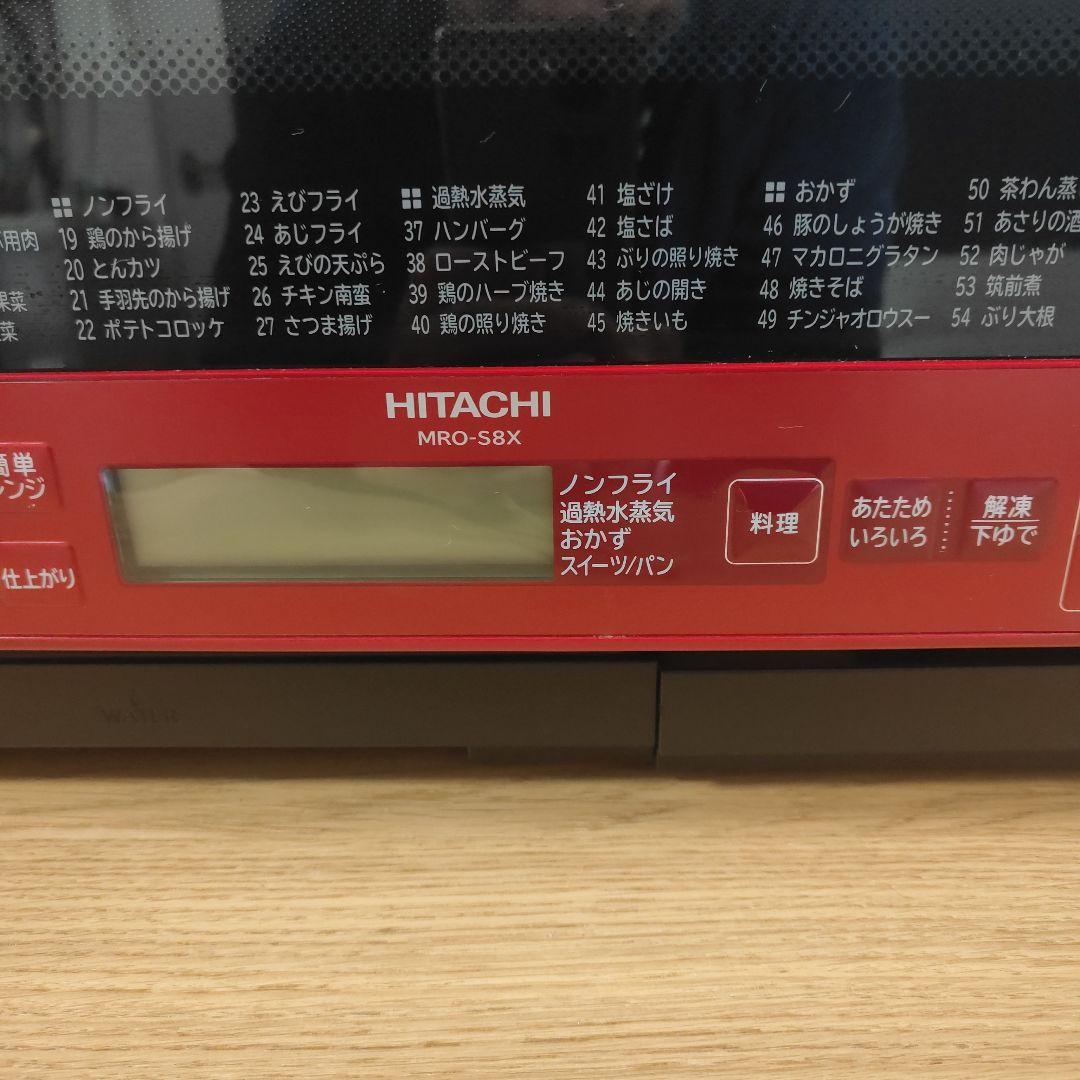 ノンフライ
19 鶏のから揚げ
20 とんカツ
21 手羽先のから揚げ
22 ポテトコロッケ
23 えびフライ
24 あじフライ
25 えびの天ぷら
26 チキン南蛮
27 さつま揚げ
過熱水蒸気
37 ハンバーグ
38 ローストビーフ
39 鶏のハーブ焼き
40 鶏の照り焼き
41 塩ざけ
42 塩さば
43 ぶりの照り焼き
44 あじの開き
45 焼きいも
おかず
46 豚のしょうが焼き
47 マカロニグラタン
48 焼きそば
49 チンジャオロウスー
50 茶わん蒸
51 あさりの酒
52 肉じゃが
53 筑前煮
54 ぶり大根
用肉
果菜
菜
HITACHI
MRO-S8X
簡単
レンジ
仕上がり
ノンフライ
過熱水蒸気
おかず
スイーツ/パン
料理
あたため
いろいろ
解凍
下ゆで
WATER